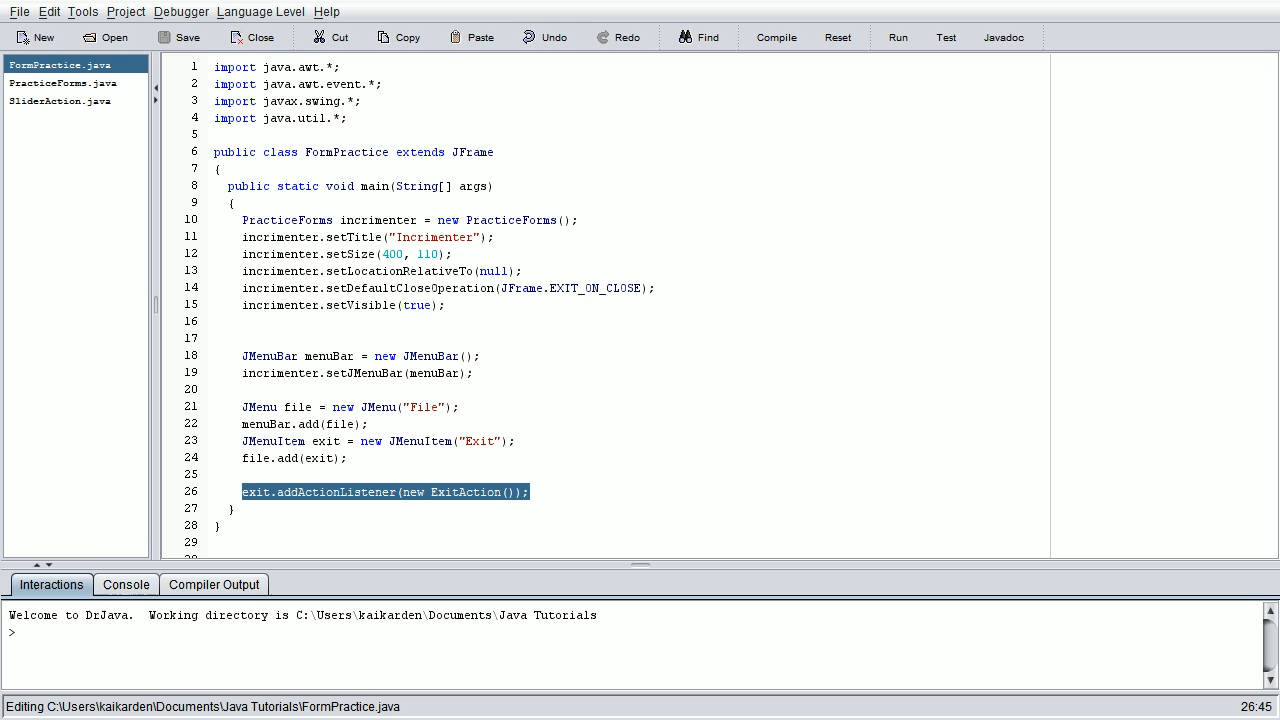 File Edit Tools Project Debugger Language Level Help
New Open Save Close Cut Copy Paste Undo Redo Find Compile Reset Run Test Javadoc
FormPractice.java
PracticeForms.java
SliderAction.java
1 import java.awt.*;
2 import java.awt.event.*;
3 import javax.swing.*;
4 import java.util.*;
5
6 public class FormPractice extends JFrame
7 {
8 public static void main(String[] args)
9 {
10 PracticeForms incrimenter = new PracticeForms();
11 incrimenter.setTitle("Incrimenter");
12 incrimenter.setSize(400, 110);
13 incrimenter.setLocationRelativeTo(null);
14 incrimenter.setDefaultCloseOperation(JFrame.EXIT_ON_CLOSE);
15 incrimenter.setVisible(true);
16
17
18 JMenuBar menuBar = new JMenuBar();
19 incrimenter.setJMenuBar(menuBar);
20
21 JMenu file = new JMenu("File");
22 menuBar.add(file);
23 JMenuItem exit = new JMenuItem("Exit");
24 file.add(exit);
25
26 exit.addActionListener(new ExitAction());
27 }
28 }
29
Interactions Console Compiler Output
Welcome to DrJava. Working directory is C:\Users\kaikarden\Documents\Java Tutorials
>
Editing C:\Users\kaikarden\Documents\Java Tutorials\FormPractice.java 26:45